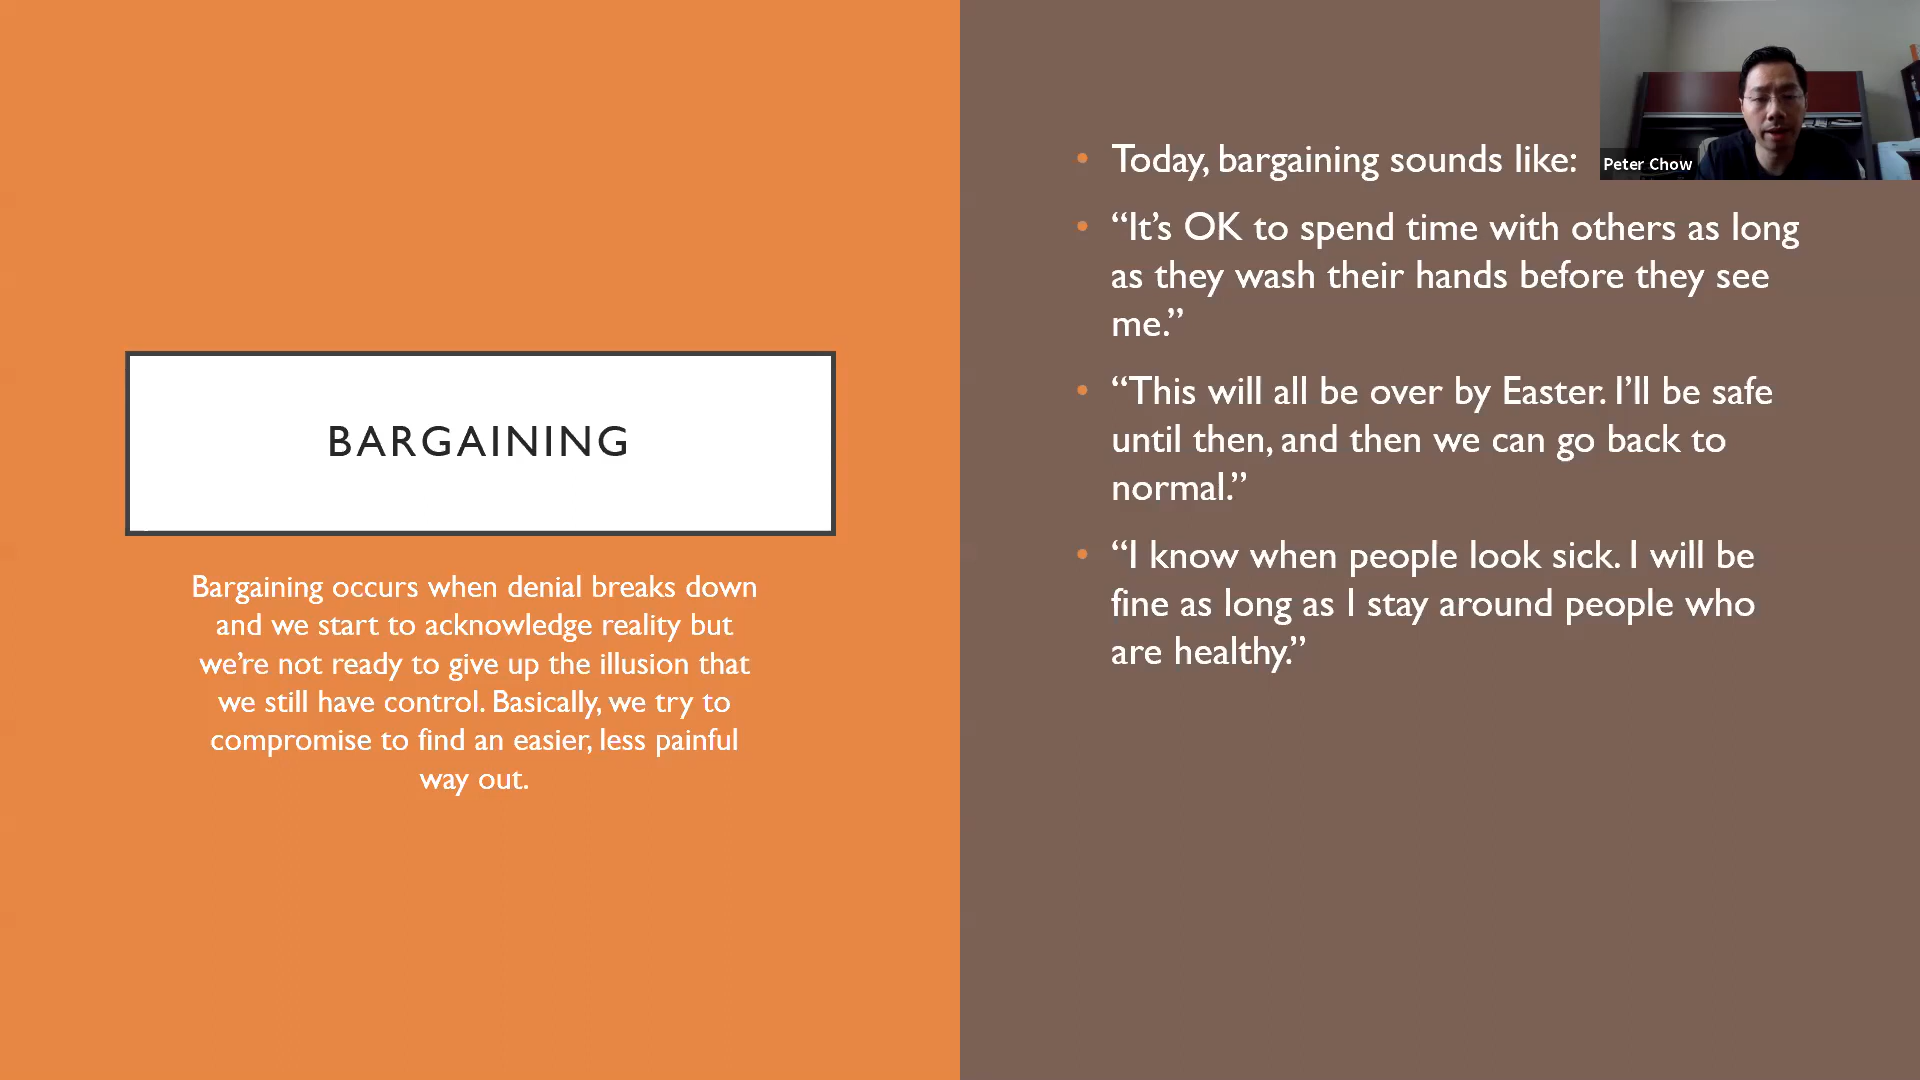 BARGAINING
Bargaining occurs when denial breaks down
and we start to acknowledge reality but
we’re not ready to give up the illusion that
we still have control. Basically, we try to
compromise to find an easier, less painful
way out.
• Today, bargaining sounds like:
• “It’s OK to spend time with others as long
as they wash their hands before they see
me.”
• “This will all be over by Easter. I’ll be safe
until then, and then we can go back to
normal.”
• “I know when people look sick. I will be
fine as long as I stay around people who
are healthy.”
Peter Chow